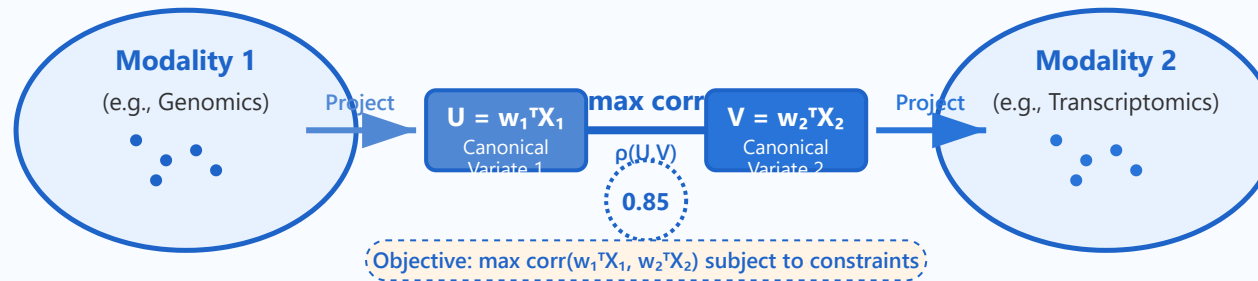 Modality 1
(e.g., Genomics)
Project
U = w₁ᵀX₁
Canonical
Variate 1
max corr
ρ(U,V)
0.85
V = w₂ᵀX₂
Canonical
Variate 2
Project
Modality 2
(e.g., Transcriptomics)
Objective: max corr(w₁ᵀX₁, w₂ᵀX₂) subject to constraints